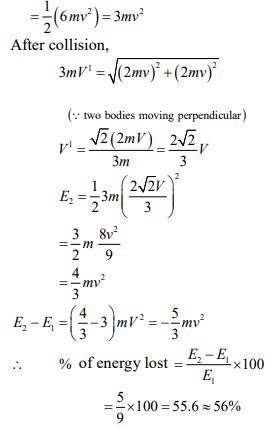 = 1/2 (6mv²) = 3mv²
After collision,
3mV¹ = √((2mv)² + (2mv)²)
(∵ two bodies moving perpendicular)
V¹ = √2(2mV)/3m = 2√2/3 V
E₂ = 1/2 3m (2√2V/3)²
= 3/2 m 8v²/9
= 4/3 mv²
E₂ − E₁ = (4/3 − 3) mV² = −5/3 mv²
∴ % of energy lost = (E₂ − E₁)/E₁ ×100
= 5/9 ×100 = 55.6 ≈ 56%